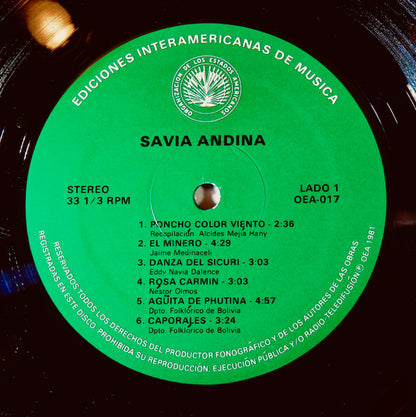 EDICIONES INTERAMERICANAS DE MUSICA
ORGANIZACIÓN DE LOS ESTADOS AMERICANOS
SAVIA ANDINA
STEREO
33 1/3 RPM
LADO 1
OEA-017
1. PONCHO COLOR VIENTO - 2:36
Recopilación. Alcides Mejía Hany
2. EL MINERO - 4:29
Jaime Medinaceli
3. DANZA DEL SICURI - 3:03
Eddy Navia Dalence
4. ROSA CARMIN - 3:03
Néstor Olmos
5. AGÜITA DE PHUTINA - 4:57
Dpto. Folklórico de Bolivia
6. CAPORALES - 3:24
Dpto. Folklórico de Bolivia
RESERVADOS TODOS LOS DERECHOS DEL PRODUCTOR FONOGRÁFICO Y DE LOS AUTORES DE LAS OBRAS
REGISTRADAS EN ESTE DISCO. PROHIBIDA SU REPRODUCCIÓN, EJECUCIÓN PÚBLICA Y/O RADIO-TELEDIFUSIÓN ℗ OEA 1981